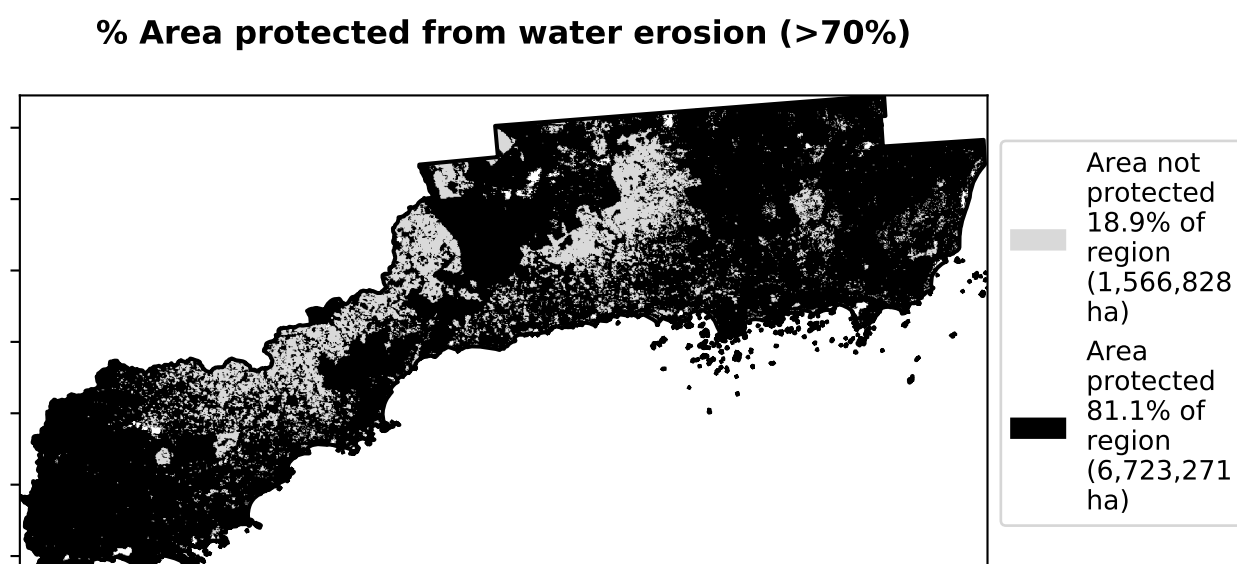 % Area protected from water erosion (>70%)
Area not
protected
18.9% of
region
(1,566,828
ha)
Area
protected
81.1% of
region
(6,723,271
ha)